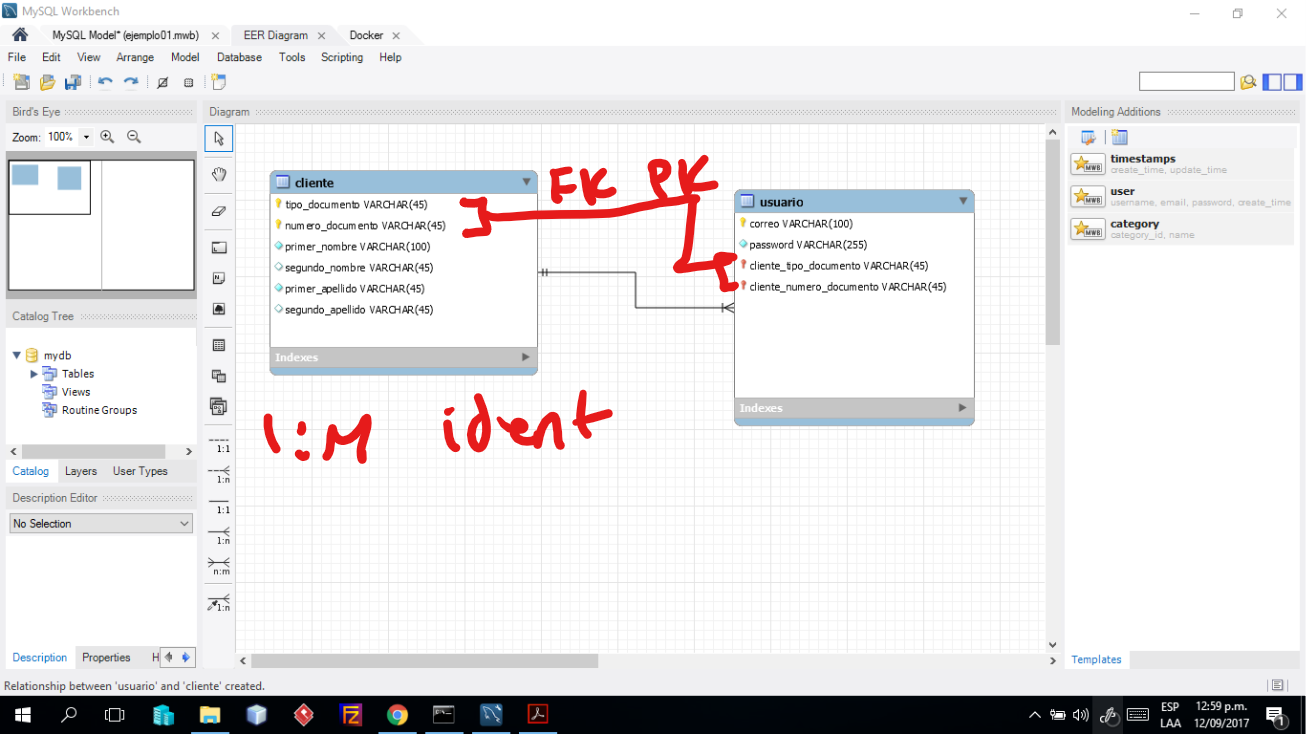 MySQL Workbench
MySQL Model* (ejemplo01.mwb) × EER Diagram × Docker ×
File Edit View Arrange Model Database Tools Scripting Help
Bird's Eye
Zoom: 100%
Diagram
Modeling Additions
timestamps
create_time, update_time
user
username, email, password, create_time
category
category_id, name
FK PK
cliente
tipo_documento VARCHAR(45)
numero_documento VARCHAR(45)
primer_nombre VARCHAR(100)
segundo_nombre VARCHAR(45)
primer_apellido VARCHAR(45)
segundo_apellido VARCHAR(45)
Indexes
usuario
correo VARCHAR(100)
password VARCHAR(255)
cliente_tipo_documento VARCHAR(45)
cliente_numero_documento VARCHAR(45)
Indexes
1:M ident
Catalog Tree
mydb
Tables
Views
Routine Groups
Catalog Layers User Types
Description Editor
No Selection
Description Properties H
1:1
1:n
1:1
1:n
n:m
1:n
Templates
Relationship between 'usuario' and 'cliente' created.
ESP
LAA
12:59 p.m.
12/09/2017
1